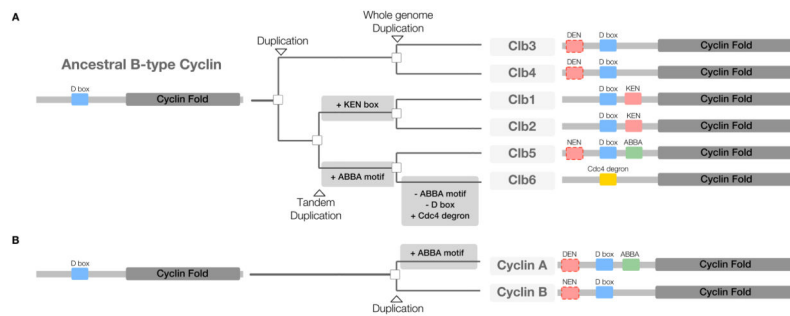 A
Ancestral B-type Cyclin
D box
Cyclin Fold
Duplication
Whole genome
Duplication
+ KEN box
+ ABBA motif
Tandem
Duplication
- ABBA motif
- D box
+ Cdc4 degron
Clb3
DEN
D box
Cyclin Fold
Clb4
DEN
D box
Cyclin Fold
Clb1
D box
KEN
Cyclin Fold
Clb2
D box
KEN
Cyclin Fold
Clb5
NEN
D box
ABBA
Cyclin Fold
Clb6
Cdc4 degron
Cyclin Fold
B
D box
Cyclin Fold
+ ABBA motif
Duplication
Cyclin A
DEN
D box
ABBA
Cyclin Fold
Cyclin B
NEN
D box
Cyclin Fold